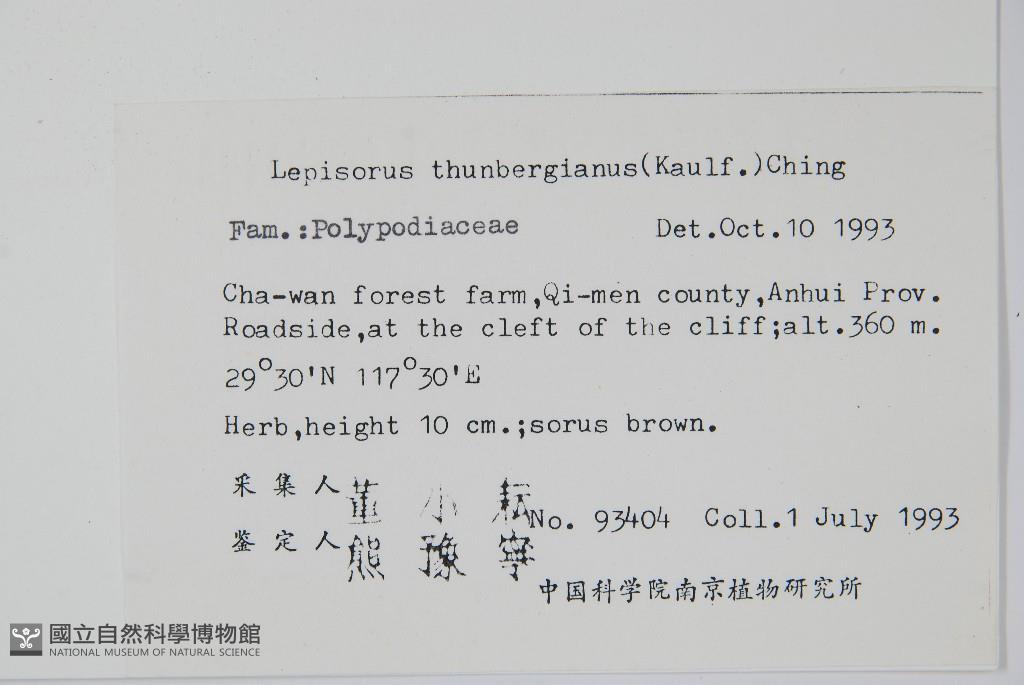 Lepisorus thunbergianus(Kaulf.)Ching
Fam.:Polypodiaceae Det.Oct.10 1993
Cha-wan forest farm,Qi-men county,Anhui Prov.
Roadside,at the cleft of the cliff;alt.360 m.
29°30'N 117°30'E
Herb,height 10 cm.;sorus brown.
采集人 董小耘 No. 93404 Coll.1 July 1993
鉴定人 熊豫寧
中国科学院南京植物研究所
國立自然科學博物館
NATIONAL MUSEUM OF NATURAL SCIENCE